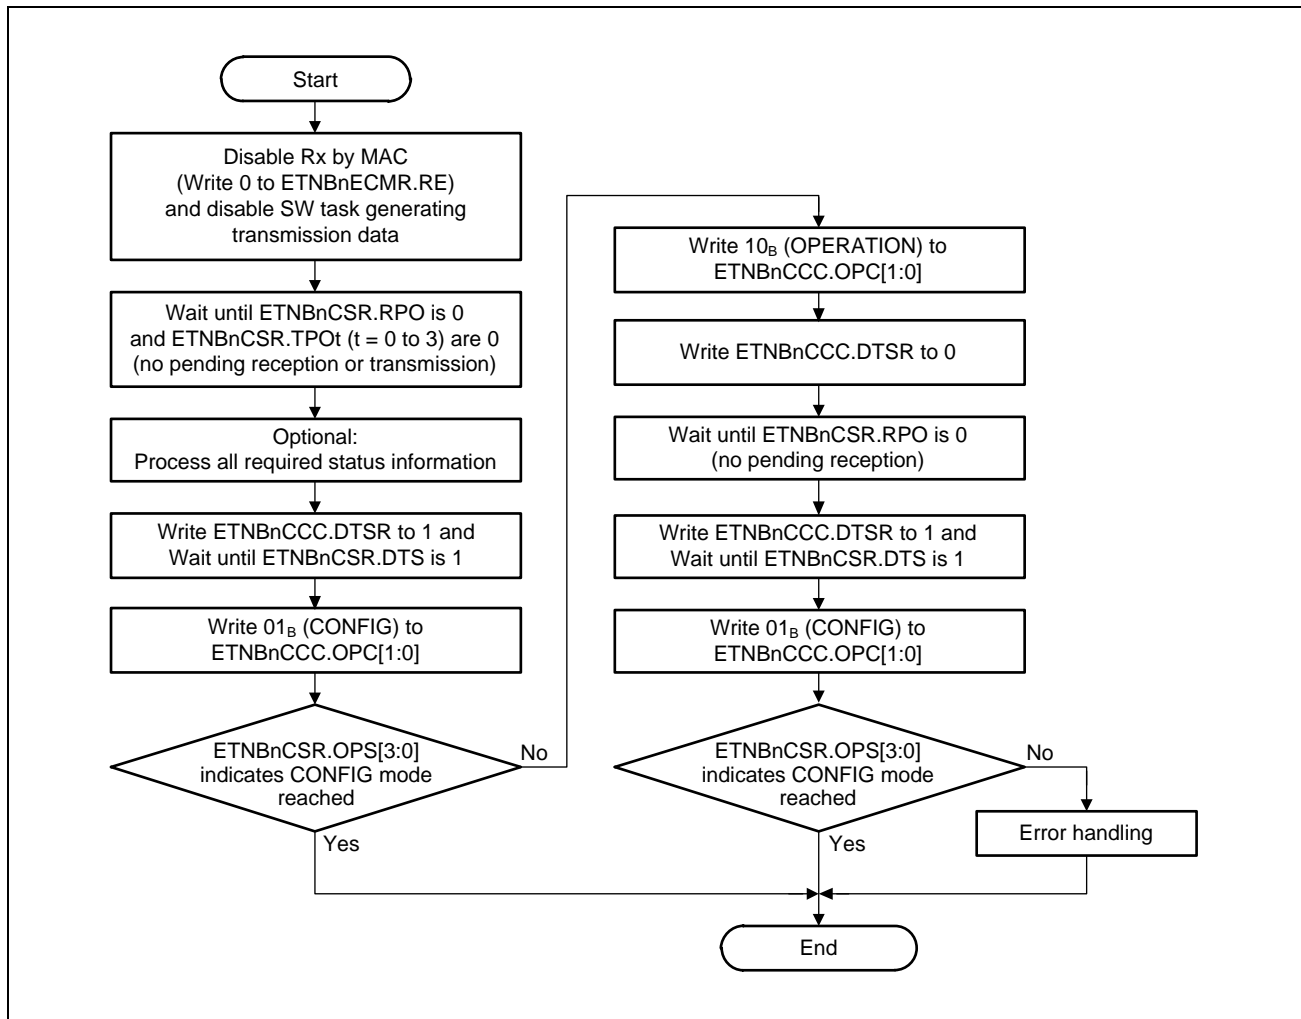 Start
Disable Rx by MAC
(Write 0 to ETNBnECMR.RE)
and disable SW task generating
transmission data
Wait until ETNBnCSR.RPO is 0
and ETNBnCSR.TPOt (t = 0 to 3) are 0
(no pending reception or transmission)
Optional:
Process all required status information
Write ETNBnCCC.DTSR to 1 and
Wait until ETNBnCSR.DTS is 1
Write 01B (CONFIG) to
ETNBnCCC.OPC[1:0]
ETNBnCSR.OPS[3:0]
indicates CONFIG mode
reached
No
Yes
Write 10B (OPERATION) to
ETNBnCCC.OPC[1:0]
Write ETNBnCCC.DTSR to 0
Wait until ETNBnCSR.RPO is 0
(no pending reception)
Write ETNBnCCC.DTSR to 1 and
Wait until ETNBnCSR.DTS is 1
Write 01B (CONFIG) to
ETNBnCCC.OPC[1:0]
ETNBnCSR.OPS[3:0]
indicates CONFIG mode
reached
No
Yes
Error handling
End